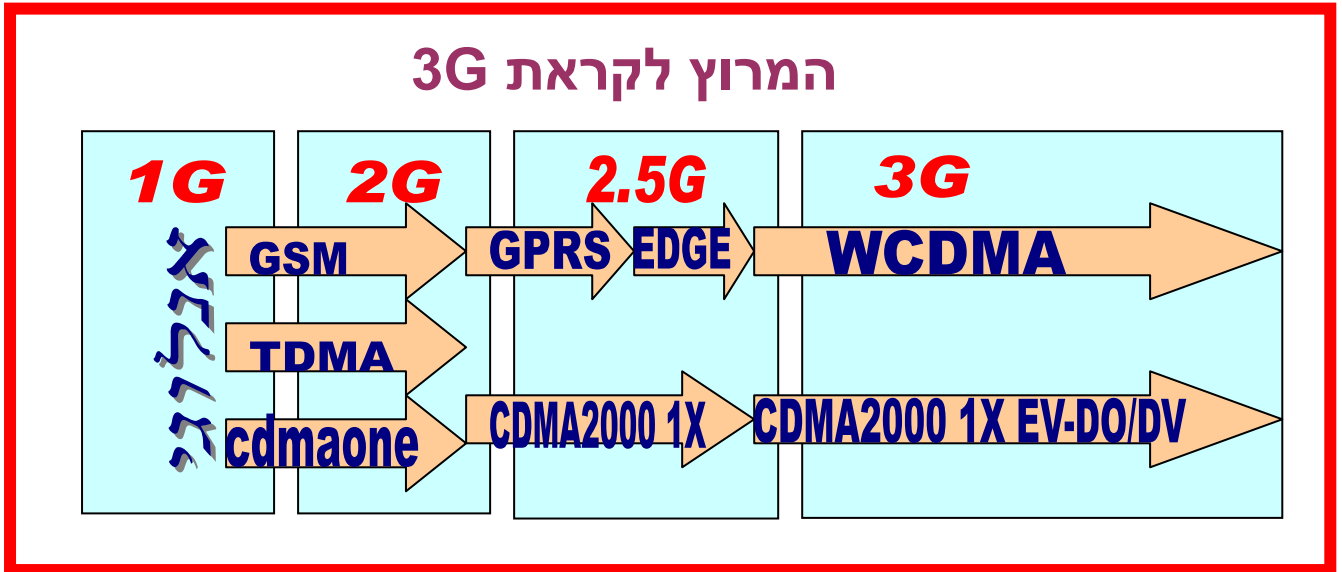 המרוץ לקראת 3G
1G
2G
2.5G
3G
אנלוגי
GSM
GPRS
EDGE
WCDMA
TDMA
cdmaone
CDMA2000 1X
CDMA2000 1X EV-DO/DV